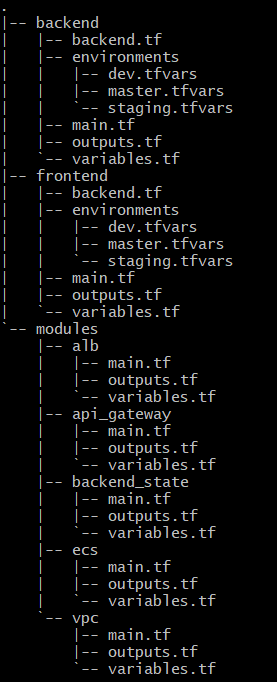 .
|-- backend
|   |-- backend.tf
|   |-- environments
|   |   |-- dev.tfvars
|   |   |-- master.tfvars
|   |   `-- staging.tfvars
|   |-- main.tf
|   |-- outputs.tf
|   `-- variables.tf
|-- frontend
|   |-- backend.tf
|   |-- environments
|   |   |-- dev.tfvars
|   |   |-- master.tfvars
|   |   `-- staging.tfvars
|   |-- main.tf
|   |-- outputs.tf
|   `-- variables.tf
`-- modules
    |-- alb
    |   |-- main.tf
    |   |-- outputs.tf
    |   `-- variables.tf
    |-- api_gateway
    |   |-- main.tf
    |   |-- outputs.tf
    |   `-- variables.tf
    |-- backend_state
    |   |-- main.tf
    |   |-- outputs.tf
    |   `-- variables.tf
    |-- ecs
    |   |-- main.tf
    |   |-- outputs.tf
    |   `-- variables.tf
    `-- vpc
        |-- main.tf
        |-- outputs.tf
        `-- variables.tf